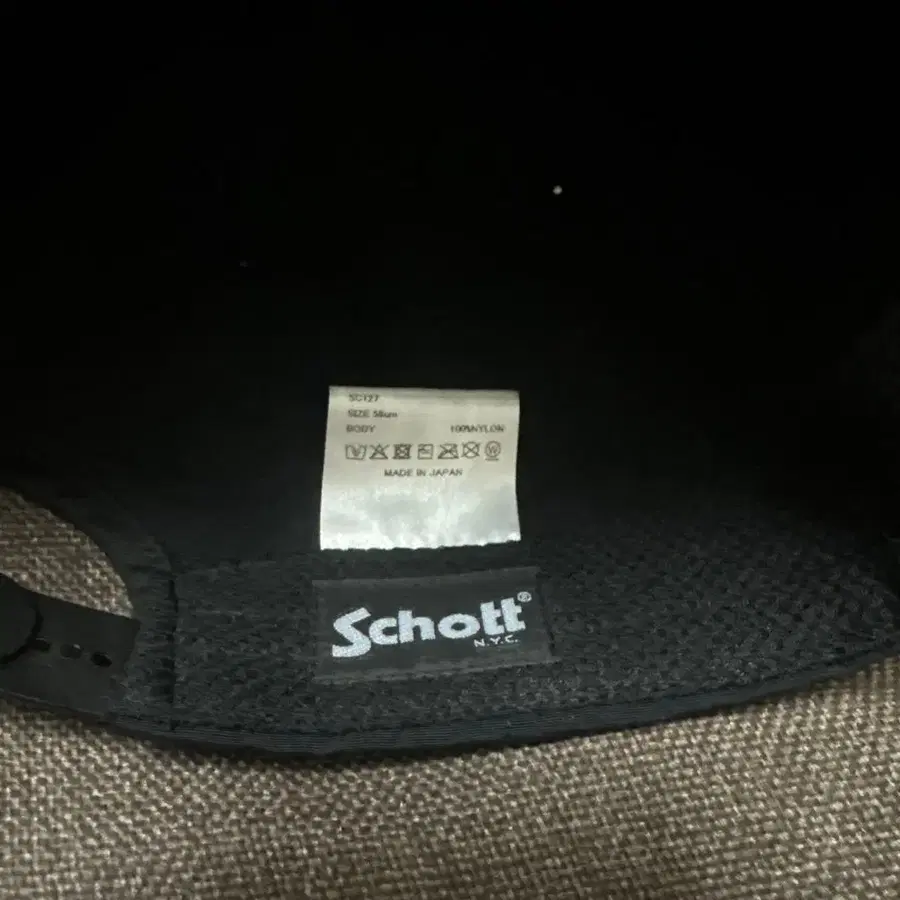 SC127
SIZE 58cm
BODY 100%NYLON
MADE IN JAPAN
Schott®
N.Y.C.